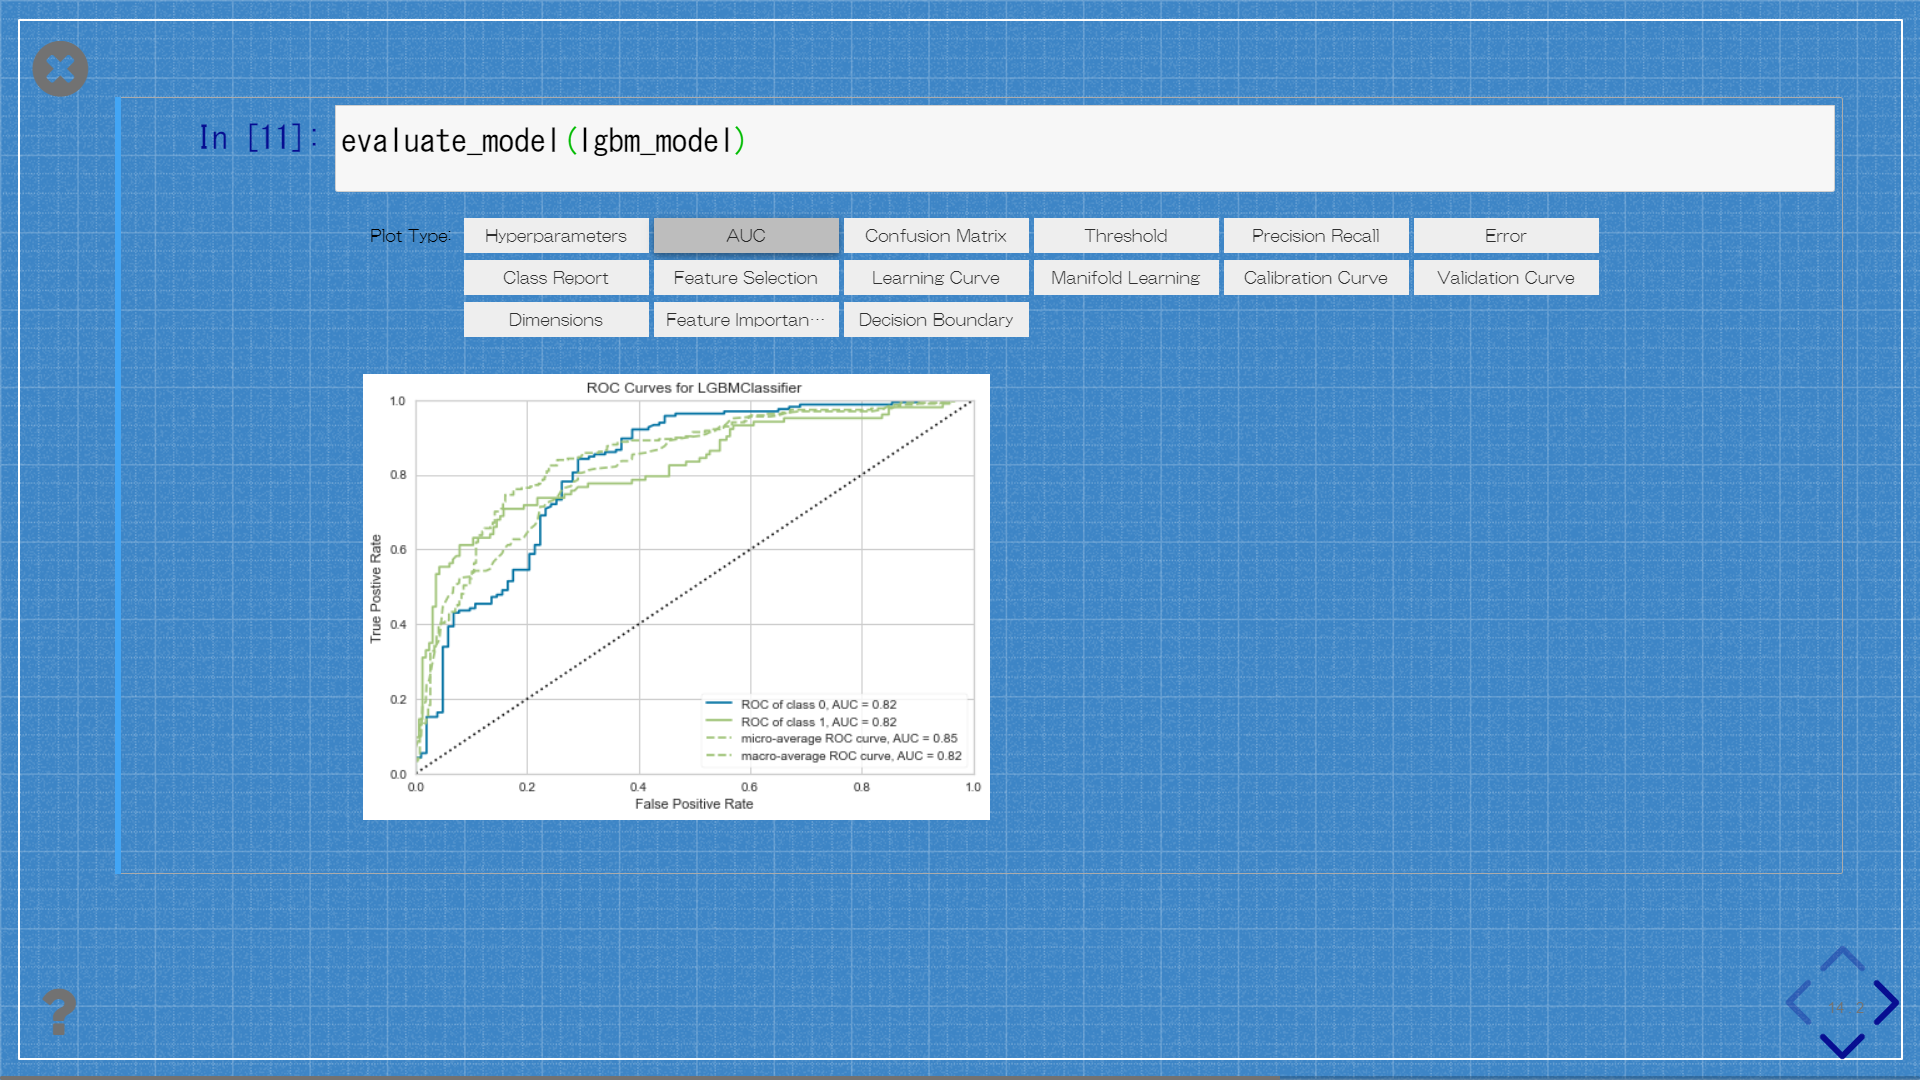 In [11]:
evaluate_model(lgbm_model)
Plot Type:
Hyperparameters
AUC
Confusion Matrix
Threshold
Precision Recall
Error
Class Report
Feature Selection
Learning Curve
Manifold Learning
Calibration Curve
Validation Curve
Dimensions
Feature Importan…
Decision Boundary
ROC Curves for LGBMClassifier
True Positive Rate
1.0
0.8
0.6
0.4
0.2
0.0
ROC of class 0, AUC = 0.82
ROC of class 1, AUC = 0.82
micro-average ROC curve, AUC = 0.85
macro-average ROC curve, AUC = 0.82
0.0 0.2 0.4 0.6 0.8 1.0
False Positive Rate
?